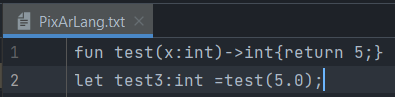 PixArLang.txt
1 fun test(x:int)->int{return 5;}
2 let test3:int =test(5.0);